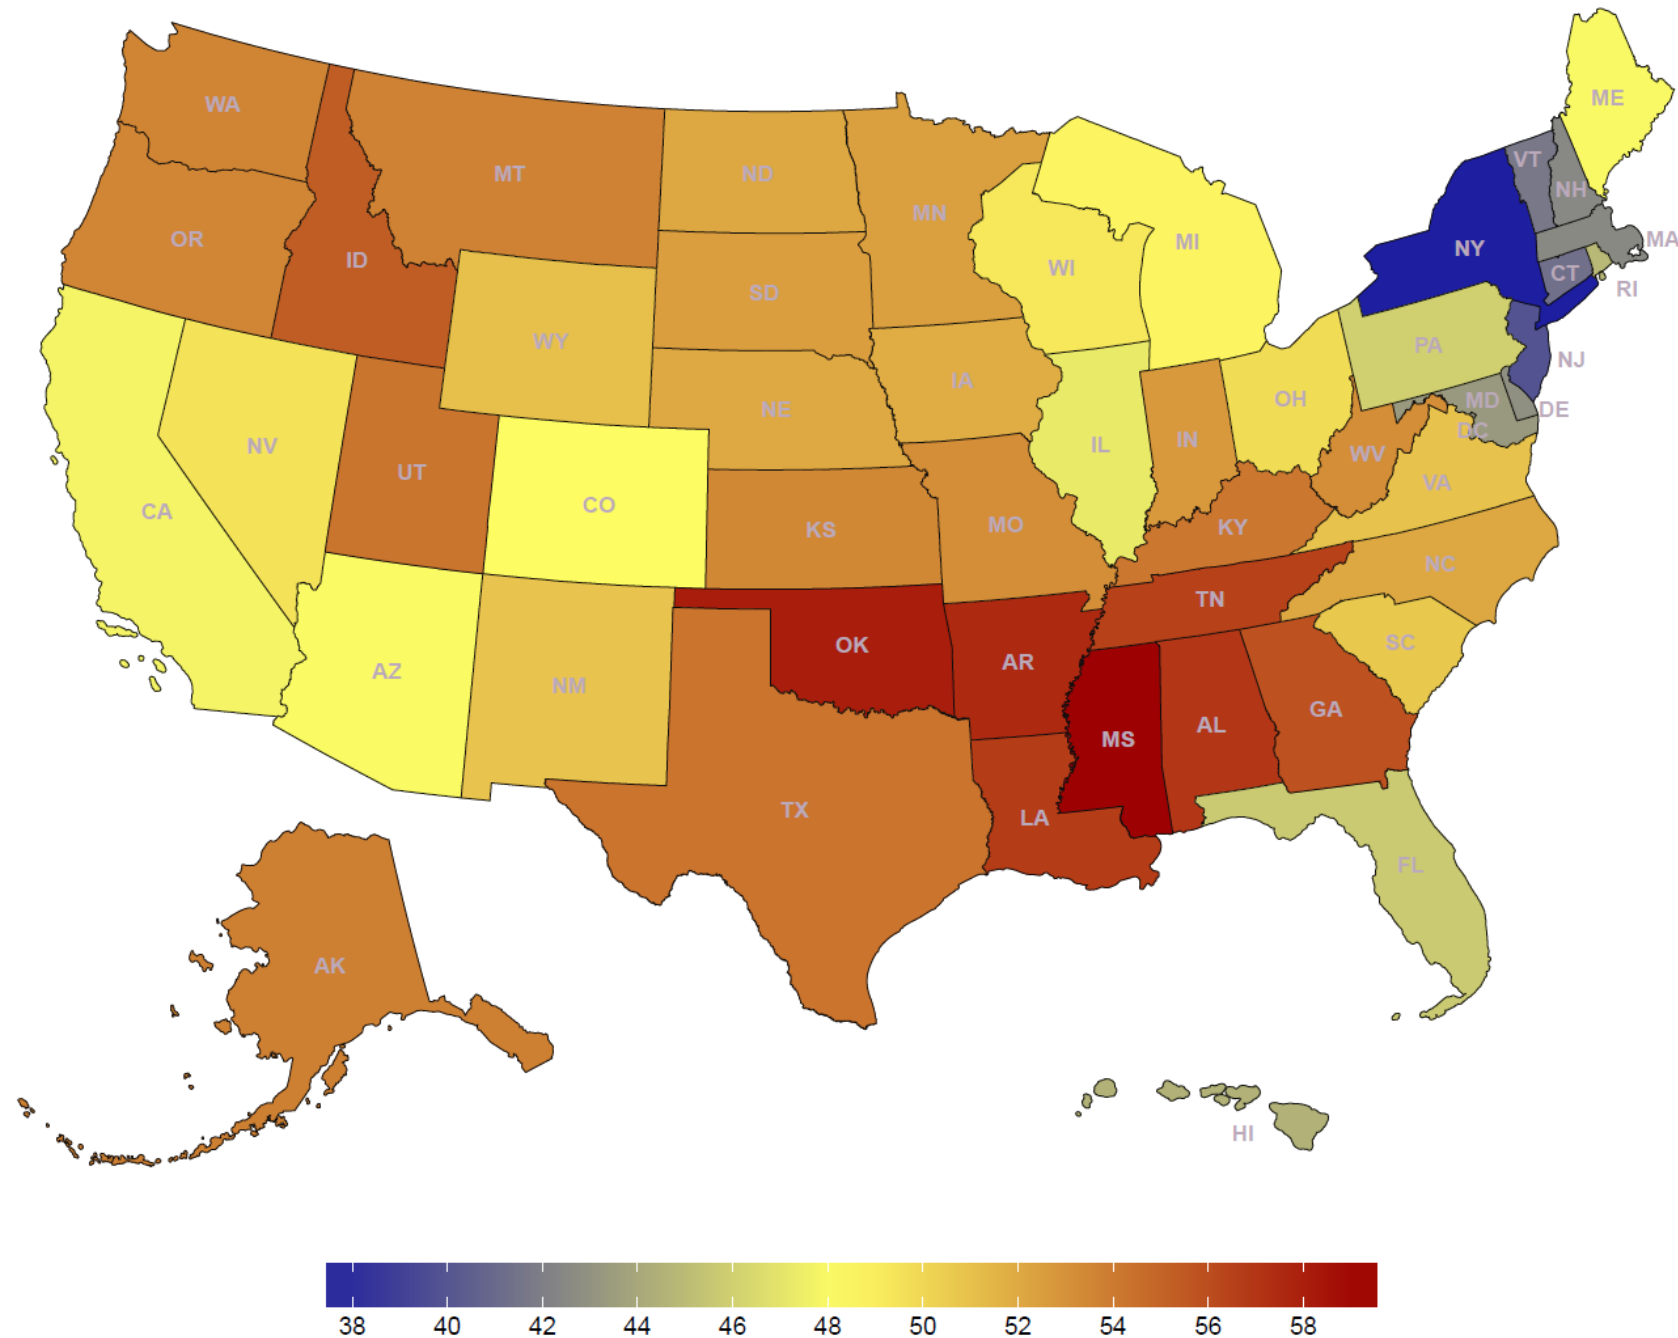 ME
WA
VT
MT
ND
NH
MN
OR
MI
NY
MA
ID
WI
CT
SD
RI
WY
PA
NJ
IA
OH
MD
NE
DE
DC
IN
NV
IL
WV
UT
VA
CO
CA
MO
KY
KS
NC
TN
SC
OK
AR
AZ
NM
GA
AL
MS
TX
LA
FL
AK
HI
38 40 42 44 46 48 50 52 54 56 58